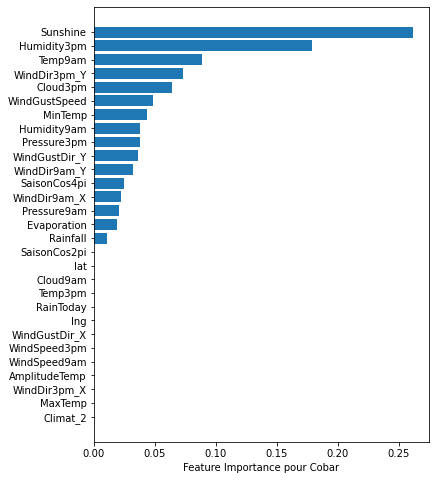 Sunshine
Humidity3pm
Temp9am
WindDir3pm_Y
Cloud3pm
WindGustSpeed
MinTemp
Humidity9am
Pressure3pm
WindGustDir_Y
WindDir9am_Y
SaisonCos4pi
WindDir9am_X
Pressure9am
Evaporation
Rainfall
SaisonCos2pi
lat
Cloud9am
Temp3pm
RainToday
lng
WindGustDir_X
WindSpeed3pm
WindSpeed9am
AmplitudeTemp
WindDir3pm_X
MaxTemp
Climat_2
0.00 0.05 0.10 0.15 0.20 0.25
Feature Importance pour Cobar